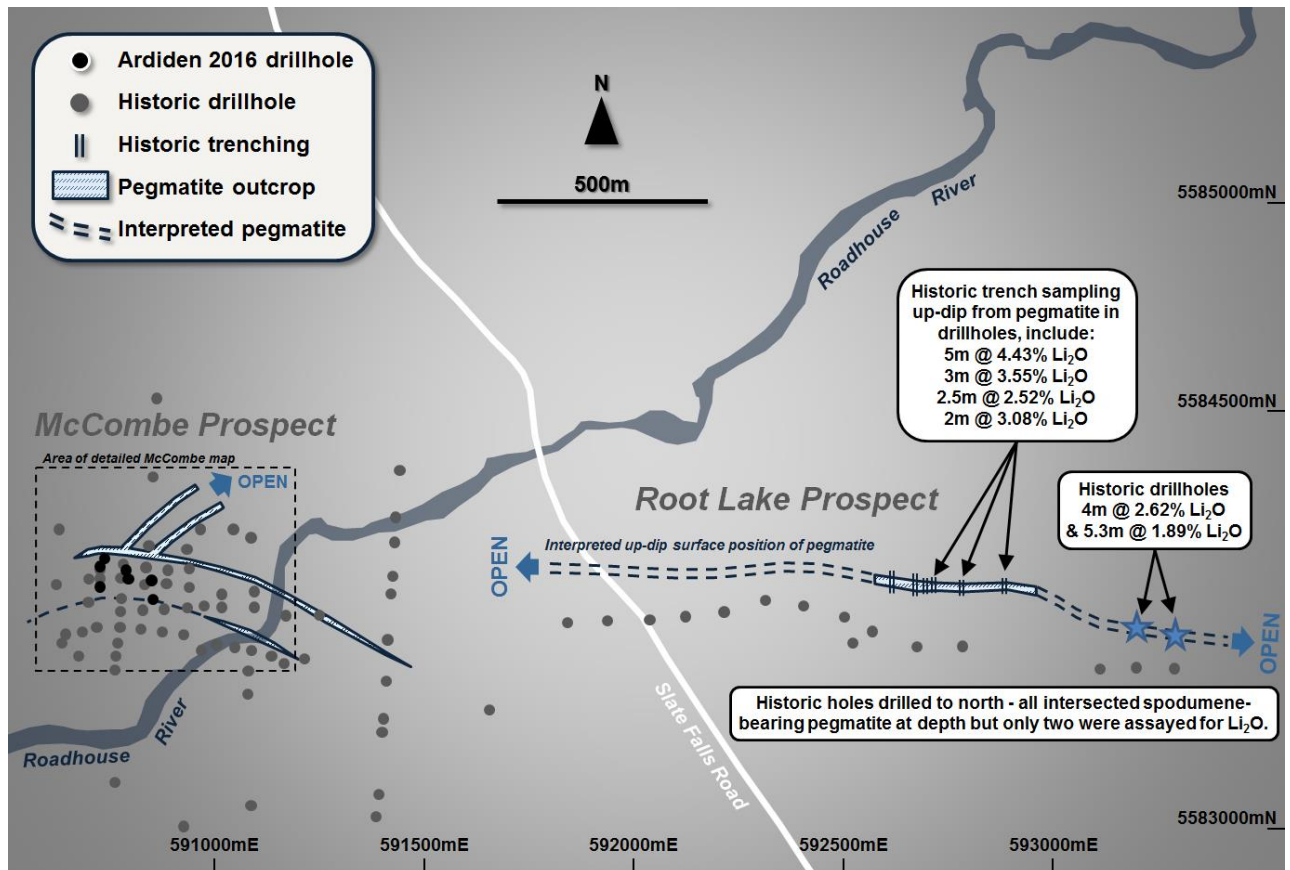 Ardiden 2016 drillhole
Historic drillhole
Historic trenching
Pegmatite outcrop
Interpreted pegmatite
N
500m
Roadhouse River
5585000mN
Historic trench sampling
up-dip from pegmatite in
drillholes, include:
5m @ 4.43% Li₂O
3m @ 3.55% Li₂O
2.5m @ 2.52% Li₂O
2m @ 3.08% Li₂O
5584500mN
McCombe Prospect
Area of detailed McCombe map
OPEN
Root Lake Prospect
Historic drillholes
4m @ 2.62% Li₂O
& 5.3m @ 1.89% Li₂O
OPEN
Interpreted up-dip surface position of pegmatite
OPEN
Historic holes drilled to north - all intersected spodumene-
bearing pegmatite at depth but only two were assayed for Li₂O.
Slate Falls Road
Roadhouse River
5583000mN
591000mE
591500mE
592000mE
592500mE
593000mE